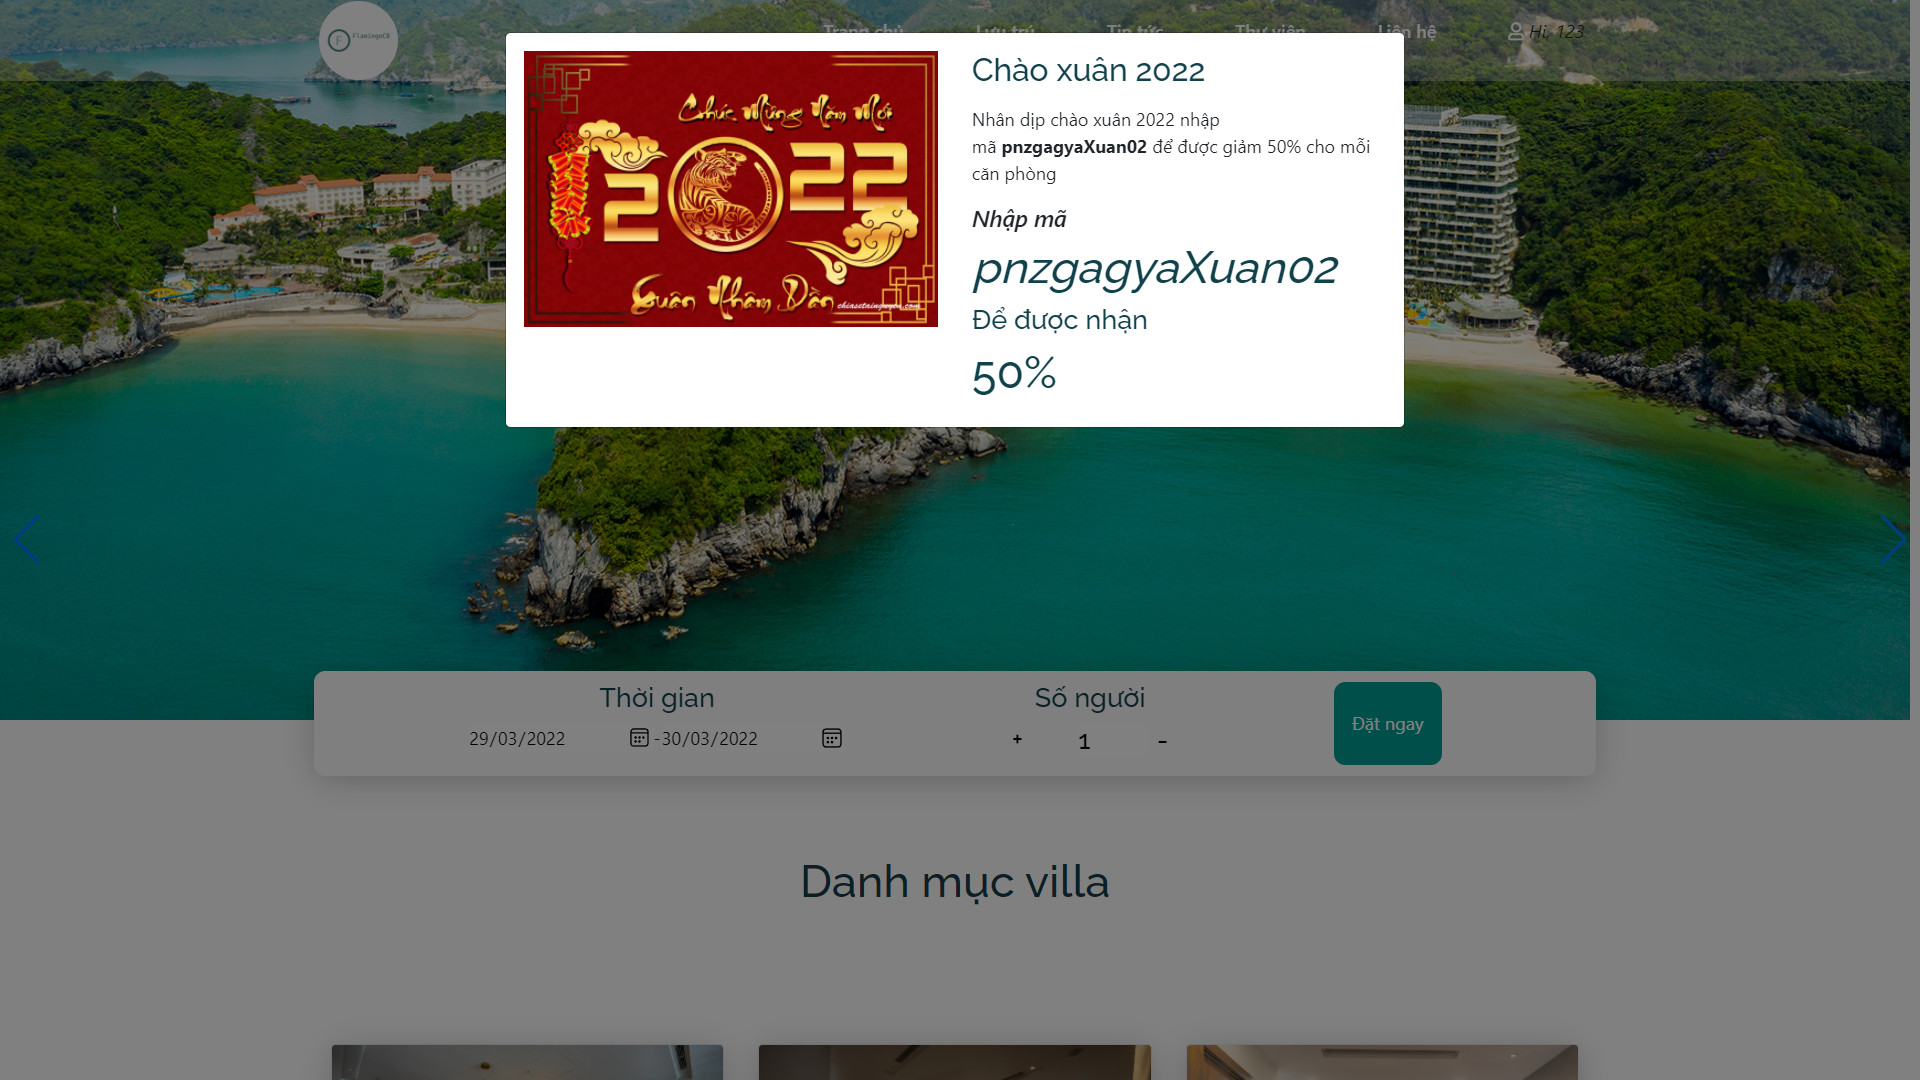 FlamingoCB
Trang chủ
Lưu trú
Tin tức
Thư viện
Liên hệ
Hi, 123
Chúc Mừng Năm Mới
2022
Xuân Nhâm Dần
chiasetainguyen.com
Chào xuân 2022
Nhân dịp chào xuân 2022 nhập
mã pnzgagyaXuan02 để được giảm 50% cho mỗi
căn phòng
Nhập mã
pnzgagyaXuan02
Để được nhận
50%
Thời gian
Số người
29/03/2022 -30/03/2022
+ 1 -
Đặt ngay
Danh mục villa